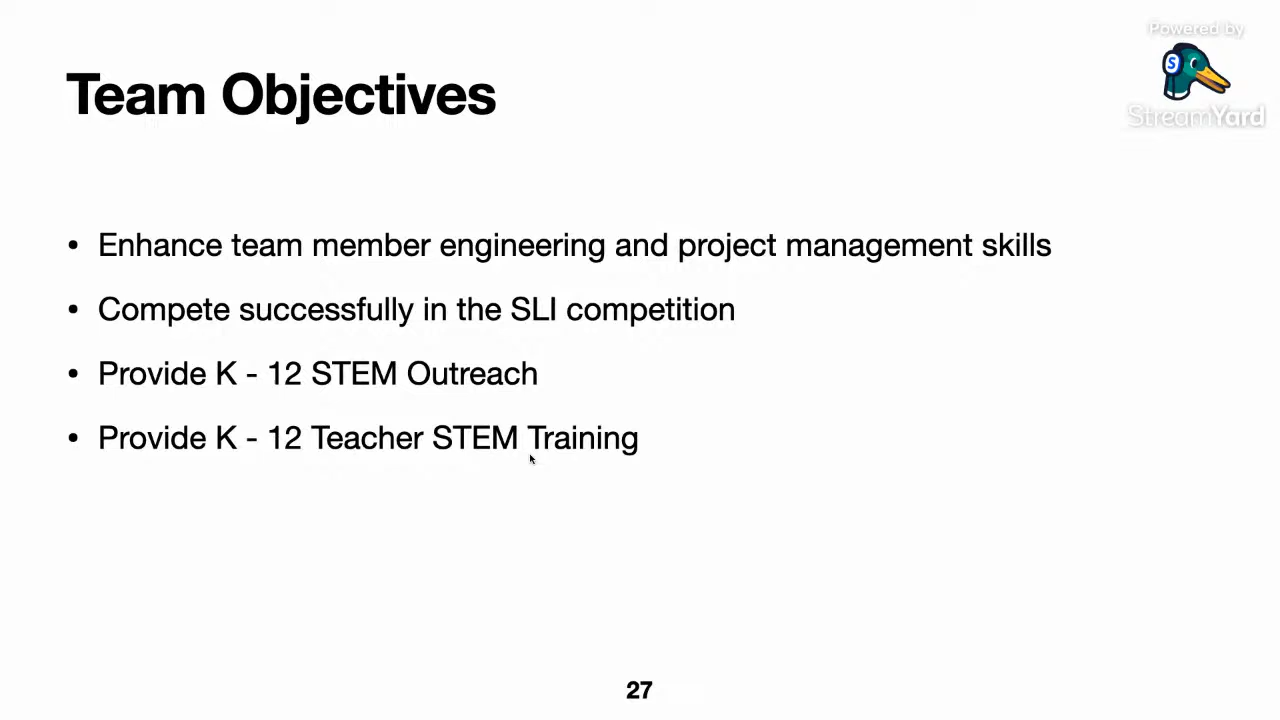 Powered by
S
StreamYard
Team Objectives
• Enhance team member engineering and project management skills
• Compete successfully in the SLI competition
• Provide K - 12 STEM Outreach
• Provide K - 12 Teacher STEM Training
27